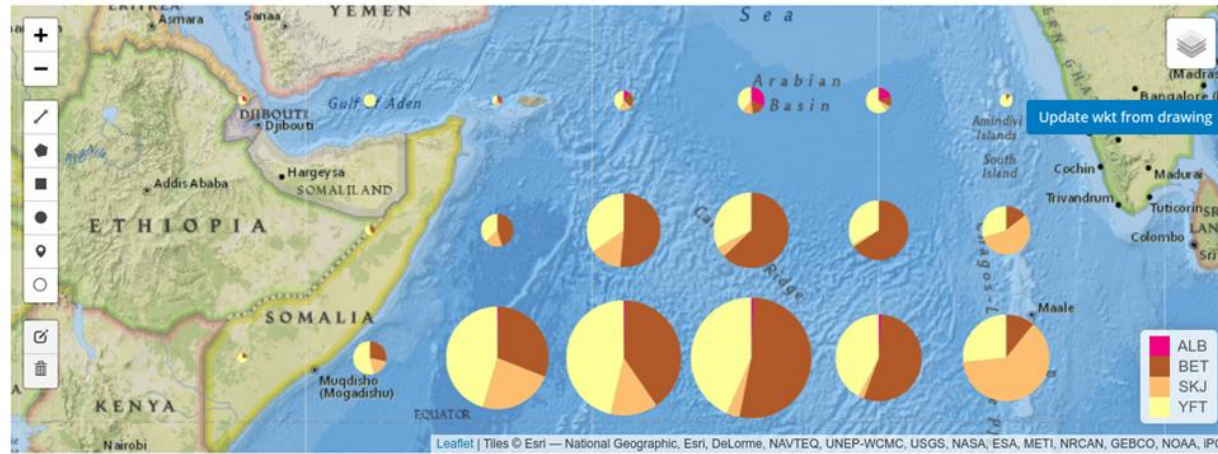 Asmara
Sanaa
YEMEN
Sea
+
−
Arabian
Basin
Gulf of Aden
DJIBOUTI
Djibouti
(Madras
Bangalore (
Update wkt from drawing
Amindivi
Islands
South
Island
Hargeysa
SOMALILAND
Addis Ababa
Cochin
Madurai
Trivandrum
Tuticorin
ETHIOPIA
Colombo
Sri
Ridge
SOMALIA
Maale
Muqdisho
(Mogadishu)
KENYA
EQUATOR
Nairobi
ALB
BET
SKJ
YFT
Leaflet | Tiles © Esri — National Geographic, Esri, DeLorme, NAVTEQ, UNEP-WCMC, USGS, NASA, ESA, METI, NRCAN, GEBCO, NOAA, IPC